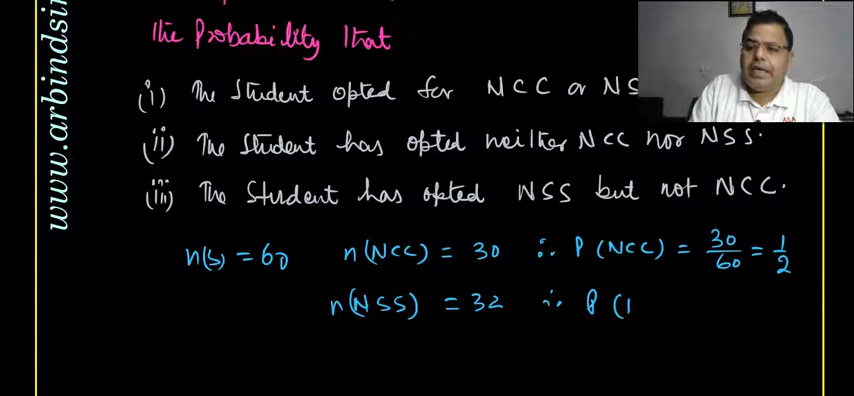 The Probability that
(i) The Student opted for NCC or NS
(ii) The Student has opted neither NCC nor NSS.
(iii) The Student has opted NSS but not NCC.
n(S) = 60 n(NCC) = 30 ∴ P(NCC) = 30/60 = 1/2
n(NSS) = 32 ∴ P(
www.arbindsin
ASA